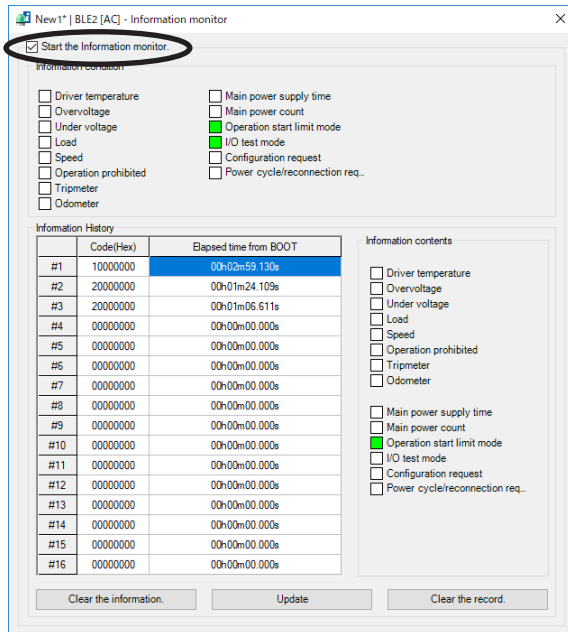 New1* | BLE2 [AC] - Information monitor
Start the Information monitor.
Information condition
Driver temperature
Overvoltage
Under voltage
Load
Speed
Operation prohibited
Tripmeter
Odometer
Main power supply time
Main power count
Operation start limit mode
I/O test mode
Configuration request
Power cycle/reconnection req...
Information History
Code(Hex) Elapsed time from BOOT
#1 10000000 00h02m59.130s
#2 20000000 00h01m24.109s
#3 20000000 00h01m06.611s
#4 00000000 00h00m00.000s
#5 00000000 00h00m00.000s
#6 00000000 00h00m00.000s
#7 00000000 00h00m00.000s
#8 00000000 00h00m00.000s
#9 00000000 00h00m00.000s
#10 00000000 00h00m00.000s
#11 00000000 00h00m00.000s
#12 00000000 00h00m00.000s
#13 00000000 00h00m00.000s
#14 00000000 00h00m00.000s
#15 00000000 00h00m00.000s
#16 00000000 00h00m00.000s
Information contents
Driver temperature
Overvoltage
Under voltage
Load
Speed
Operation prohibited
Tripmeter
Odometer
Main power supply time
Main power count
Operation start limit mode
I/O test mode
Configuration request
Power cycle/reconnection req...
Clear the information. Update Clear the record.